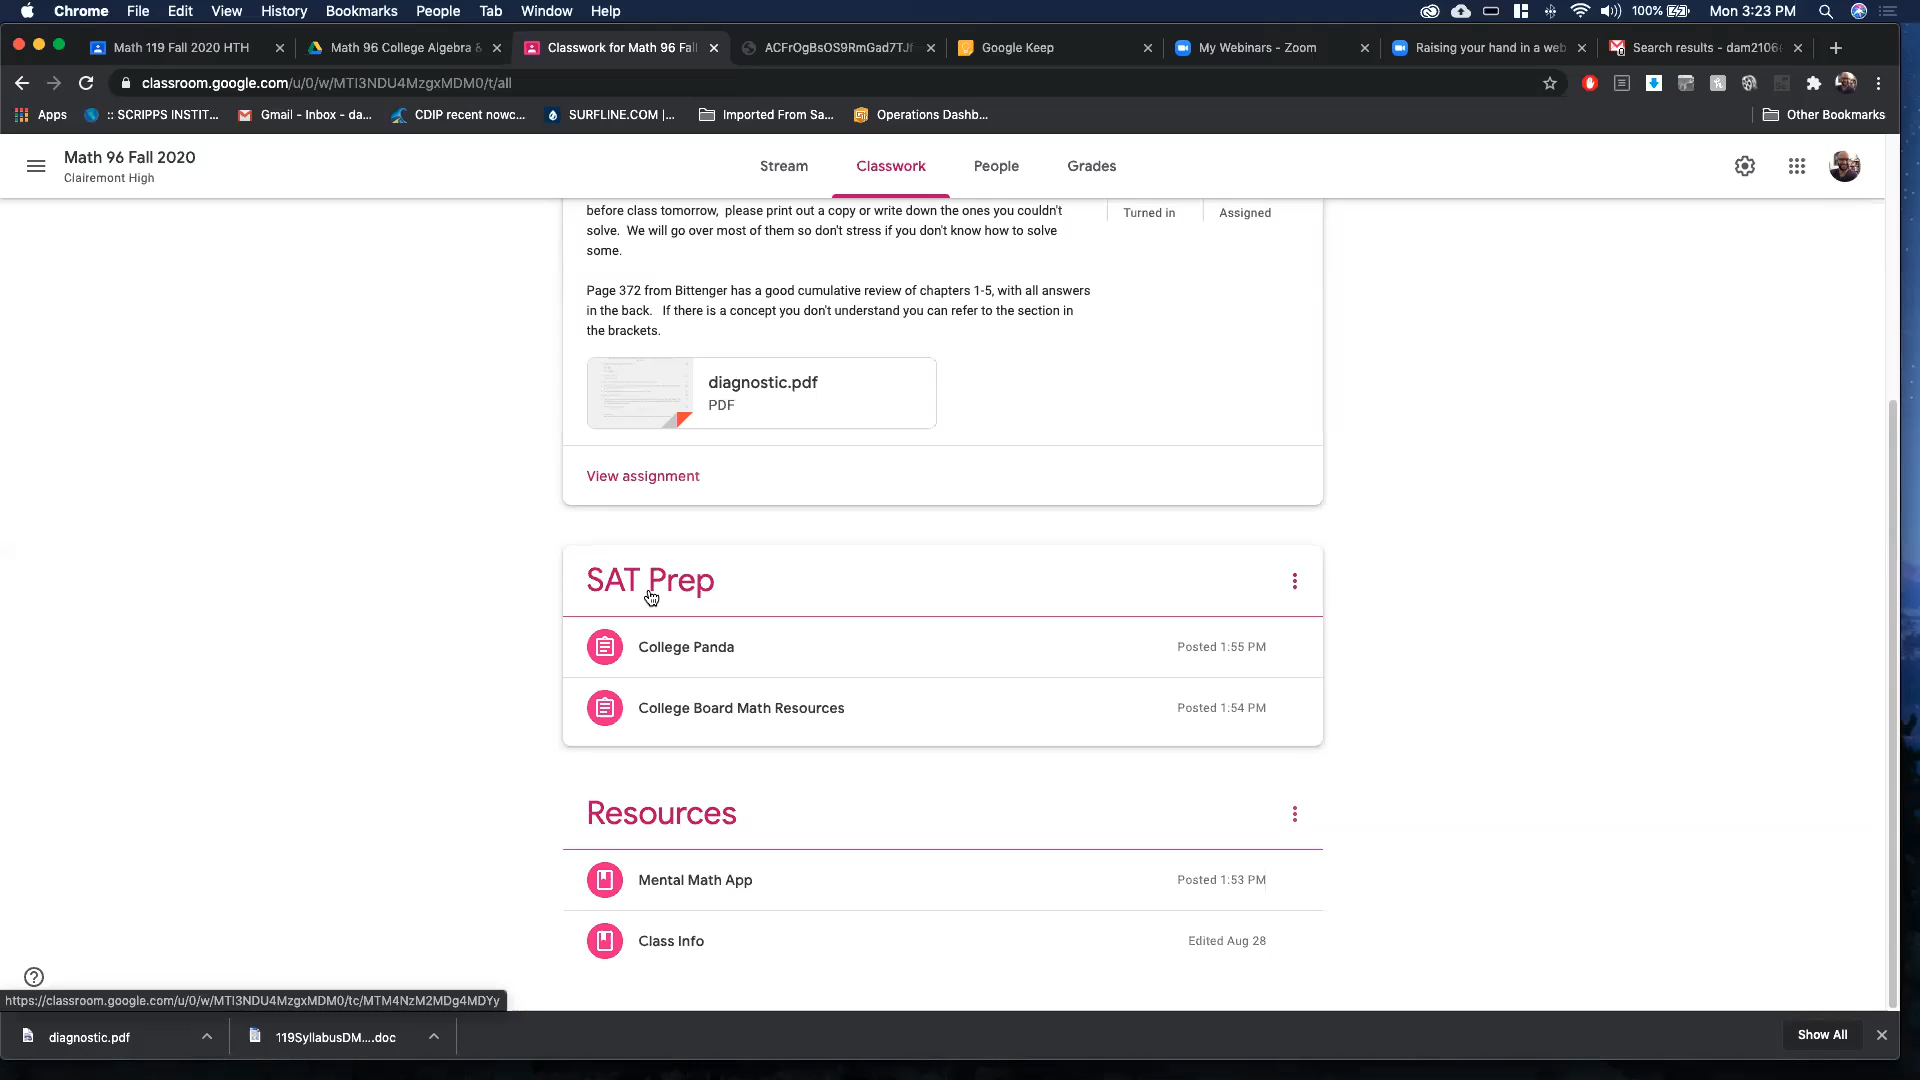 Chrome File Edit View History Bookmarks People Tab Window Help 100% Mon 3:23 PM
Math 119 Fall 2020 HTH
Math 96 College Algebra &
Classwork for Math 96 Fal
ACFrOgBsOS9RmGad7TJf
Google Keep
My Webinars - Zoom
Raising your hand in a web
Search results - dam2106
classroom.google.com/u/0/w/MTI3NDU4MzgxMDM0/t/all
Apps :: SCRIPPS INSTIT... Gmail - Inbox - da... CDIP recent nowc... SURFLINE.COM |... Imported From Sa... Operations Dashb... Other Bookmarks
Math 96 Fall 2020
Clairemont High
Stream Classwork People Grades
before class tomorrow, please print out a copy or write down the ones you couldn't
solve. We will go over most of them so don't stress if you don't know how to solve
some.
Turned in Assigned
Page 372 from Bittenger has a good cumulative review of chapters 1-5, with all answers
in the back. If there is a concept you don't understand you can refer to the section in
the brackets.
diagnostic.pdf
PDF
View assignment
SAT Prep
College Panda Posted 1:55 PM
College Board Math Resources Posted 1:54 PM
Resources
Mental Math App Posted 1:53 PM
Class Info Edited Aug 28
https://classroom.google.com/u/0/w/MTI3NDU4MzgxMDM0/tc/MTM4NzM2MDg4MDYy
diagnostic.pdf 119SyllabusDM....doc Show All